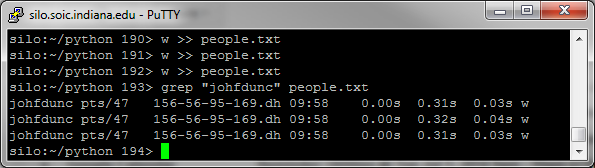 silo.soic.indiana.edu - PuTTY
silo:~/python 190> w >> people.txt
silo:~/python 191> w >> people.txt
silo:~/python 192> w >> people.txt
silo:~/python 193> grep "johfdunc" people.txt
johfdunc pts/47   156-56-95-169.dh 09:58    0.00s  0.31s  0.03s w
johfdunc pts/47   156-56-95-169.dh 09:58    0.00s  0.32s  0.04s w
johfdunc pts/47   156-56-95-169.dh 09:58    0.00s  0.31s  0.03s w
silo:~/python 194>